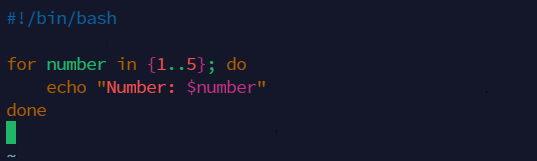 #!/bin/bash

for number in {1..5}; do
    echo "Number: $number"
done
~